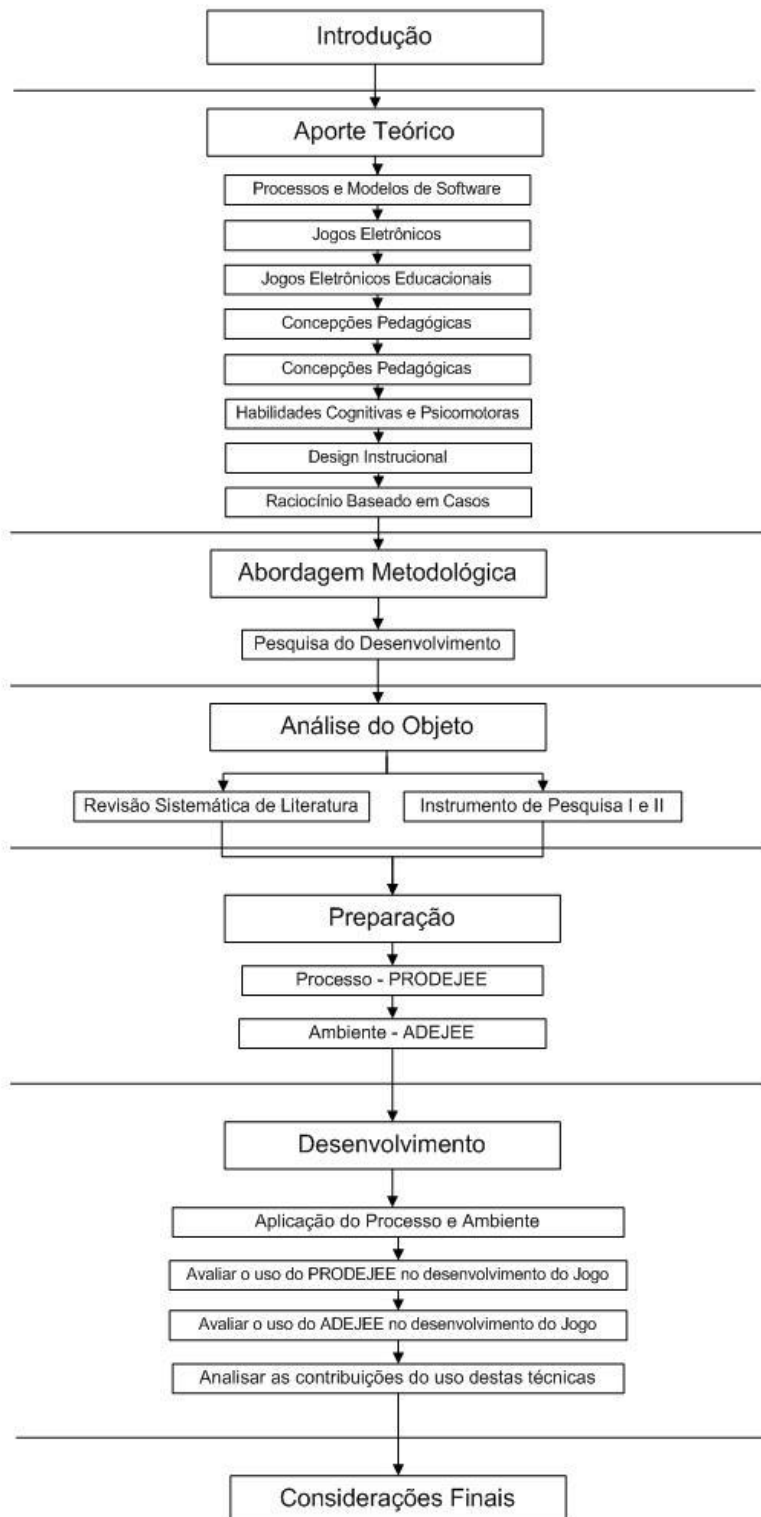 Introdução
Aporte Teórico
Processos e Modelos de Software
Jogos Eletrônicos
Jogos Eletrônicos Educacionais
Concepções Pedagógicas
Concepções Pedagógicas
Habilidades Cognitivas e Psicomotoras
Design Instrucional
Raciocínio Baseado em Casos
Abordagem Metodológica
Pesquisa do Desenvolvimento
Análise do Objeto
Revisão Sistemática de Literatura
Instrumento de Pesquisa I e II
Preparação
Processo - PRODEJEE
Ambiente - ADEJEE
Desenvolvimento
Aplicação do Processo e Ambiente
Avaliar o uso do PRODEJEE no desenvolvimento do Jogo
Avaliar o uso do ADEJEE no desenvolvimento do Jogo
Analisar as contribuições do uso destas técnicas
Considerações Finais